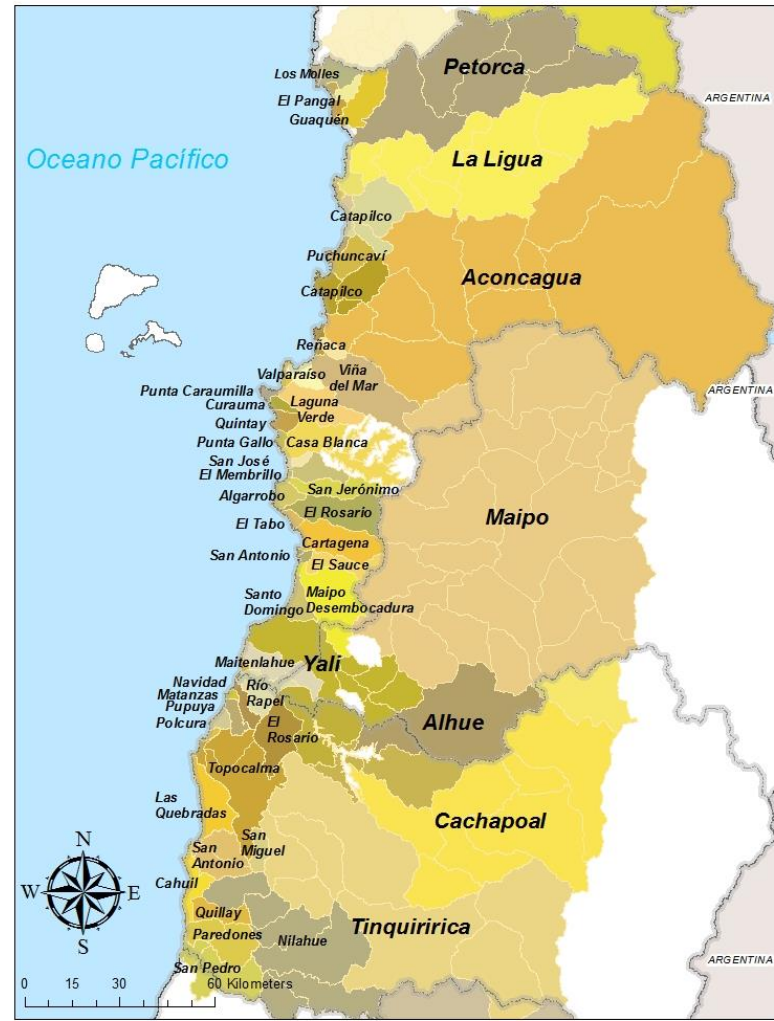 Petorca
Los Molles
El Pangal
Guaquén
ARGENTINA
Oceano Pacífico
La Ligua
Catapilco
Puchuncaví
Aconcagua
Catapilco
Reñaca
Valparaíso
Viña
del Mar
ARGENTINA
Punta Caraumilla
Curauma
Laguna
Verde
Quintay
Punta Gallo
Casa Blanca
San José
El Membrillo
Algarrobo
San Jerónimo
El Rosario
Maipo
El Tabo
Cartagena
San Antonio
El Sauce
Santo
Domingo
Maipo
Desembocadura
Maitenlahue
Yali
Navidad
Matanzas
Pupuya
Polcura
Río
Rapel
El
Rosario
Alhue
Topocalma
Las
Quebradas
Cachapoal
San
Miguel
San
Antonio
Cahuil
Quillay
Tinquiririca
Paredones
Nilahue
San Pedro
ARGENTINA
N
W
E
S
0 15 30 60 Kilometers